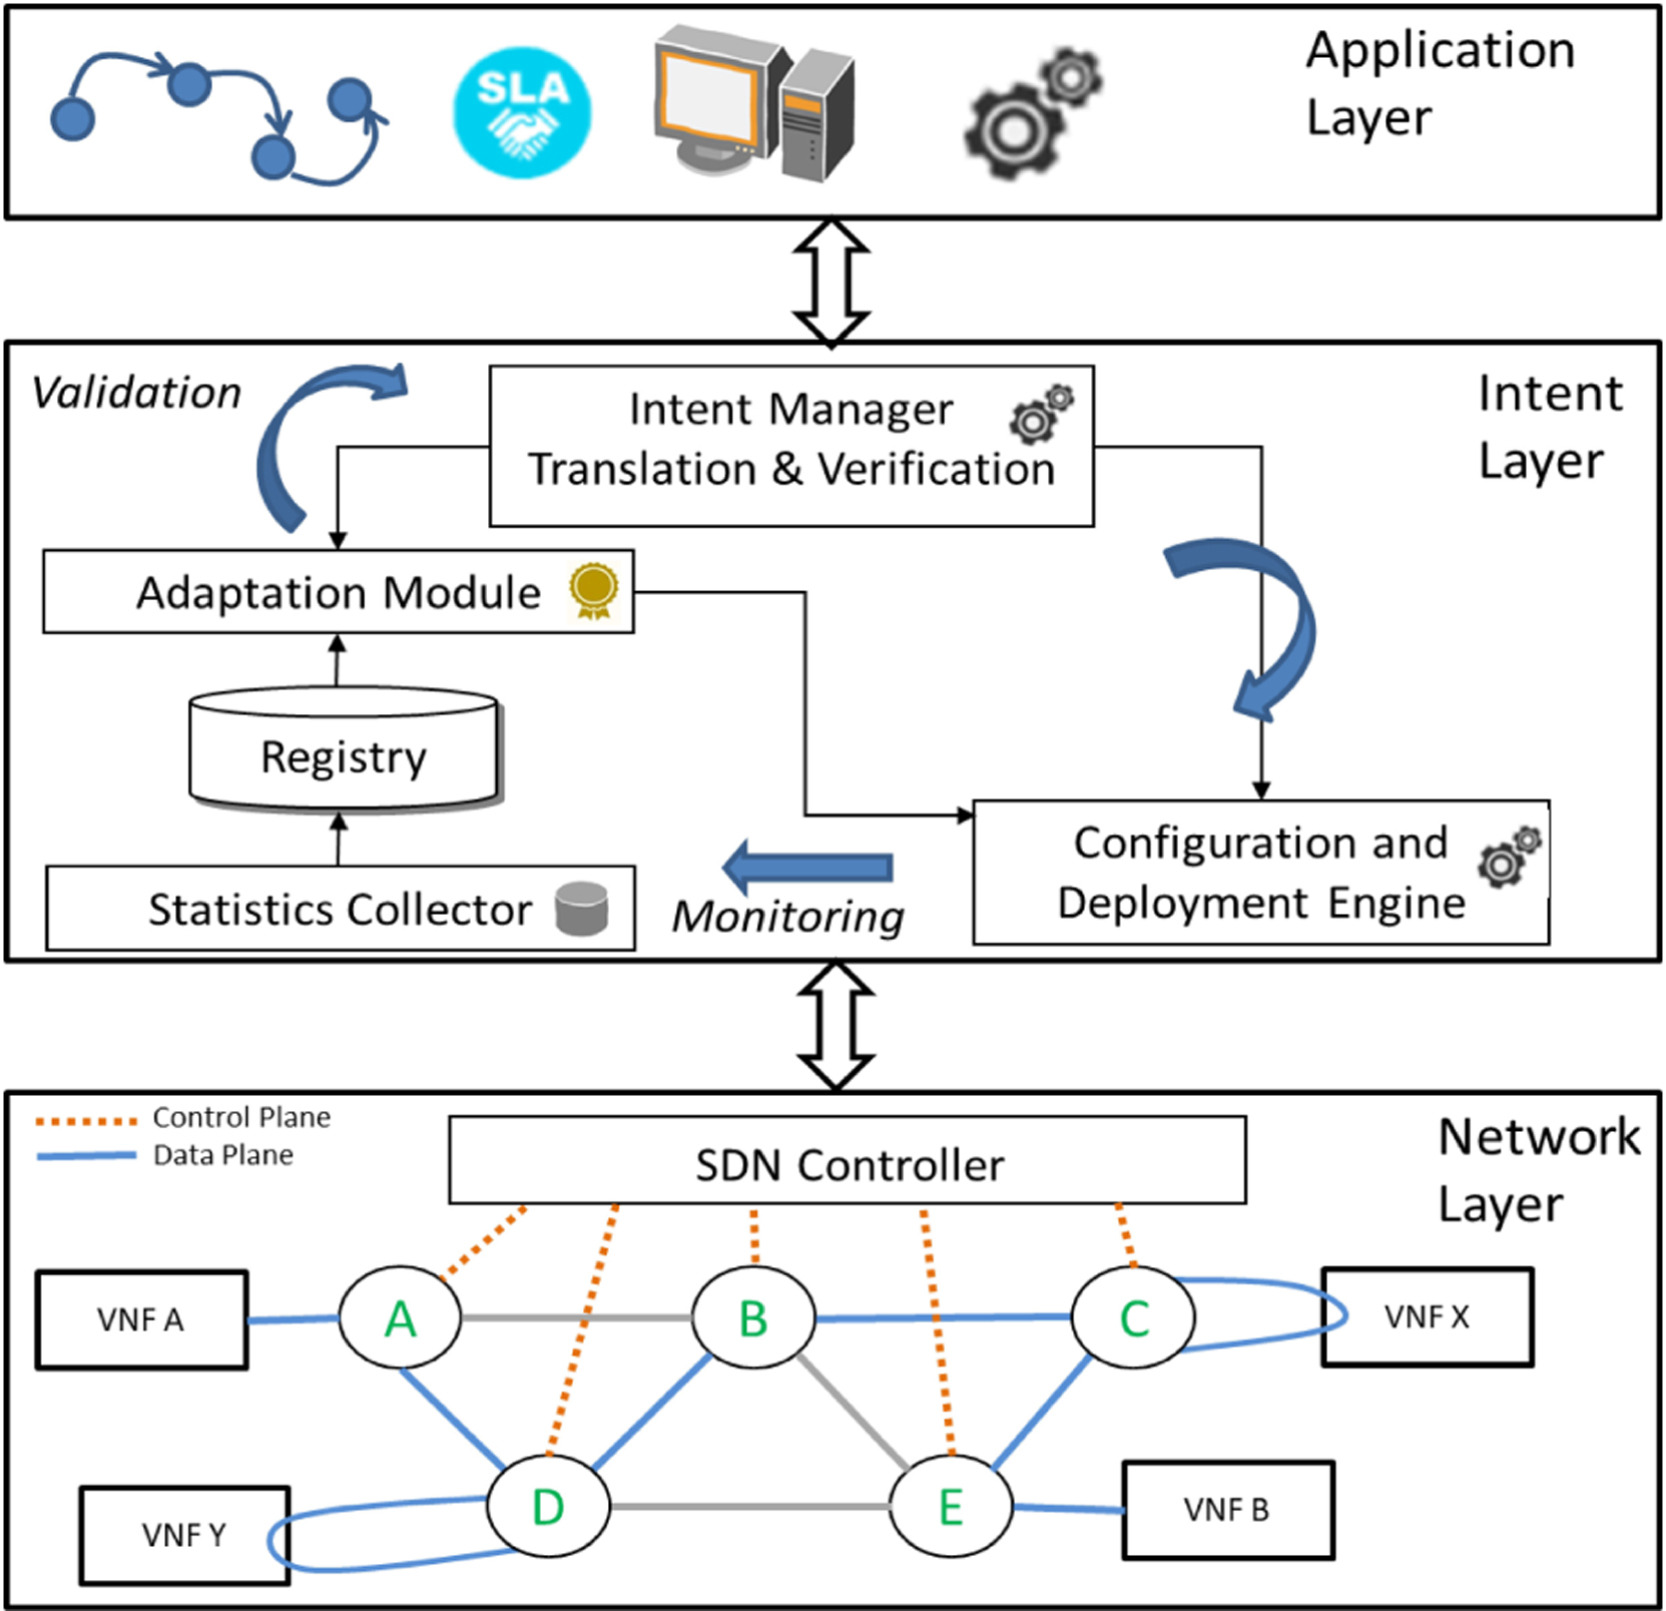 SLA
Application
Layer
Validation
Intent Manager
Translation & Verification
Intent
Layer
Adaptation Module
Registry
Statistics Collector
Monitoring
Configuration and
Deployment Engine
Control Plane
Data Plane
SDN Controller
Network
Layer
VNF A
A
B
C
VNF X
VNF Y
D
E
VNF B